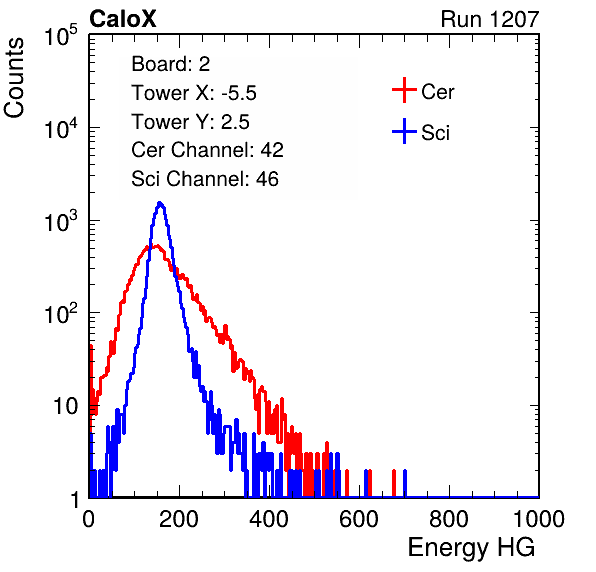 CaloX Run 1207
Counts
10^5
10^4
10^3
10^2
10
1
Board: 2
Tower X: -5.5
Tower Y: 2.5
Cer Channel: 42
Sci Channel: 46
Cer
Sci
0 200 400 600 800 1000
Energy HG